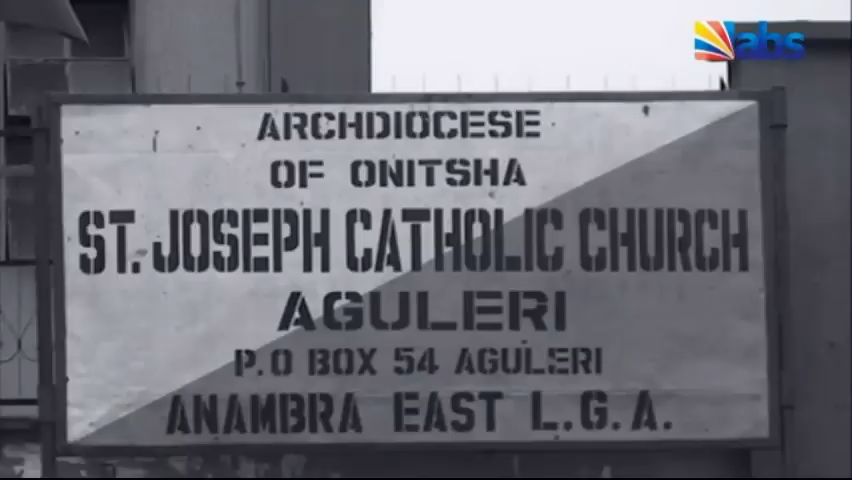 abs
ARCHDIOCESE
OF ONITSHA
ST. JOSEPH CATHOLIC CHURCH
AGULERI
P.O BOX 54 AGULERI
ANAMBRA EAST L.G.A.